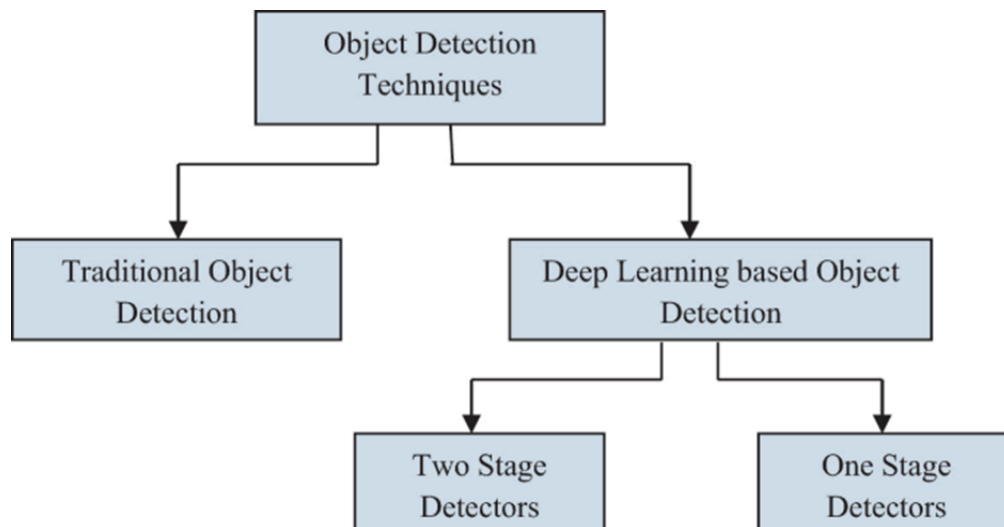 Object Detection
Techniques
Traditional Object
Detection
Deep Learning based Object
Detection
Two Stage
Detectors
One Stage
Detectors